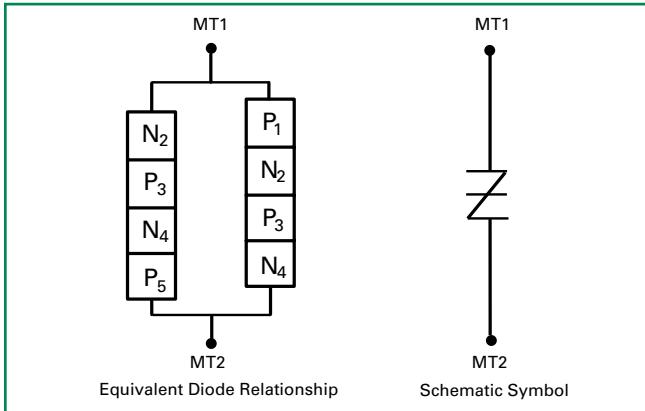 MT1
MT1
N2
P3
N4
P5
P1
N2
P3
N4
MT2
MT2
Equivalent Diode Relationship
Schematic Symbol